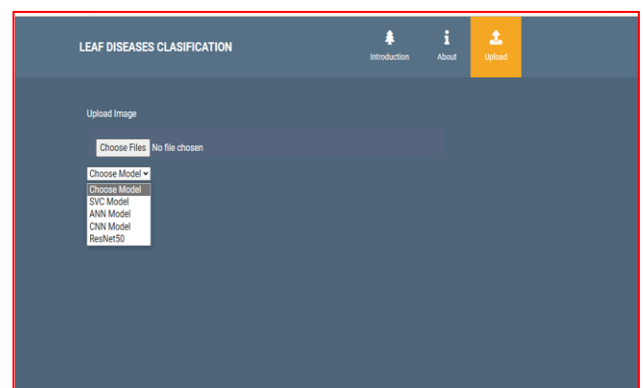 LEAF DISEASES CLASIFICATION
Introduction
About
Upload
Upload Image
Choose Files No file chosen
Choose Model
Choose Model
SVC Model
ANN Model
CNN Model
ResNet50